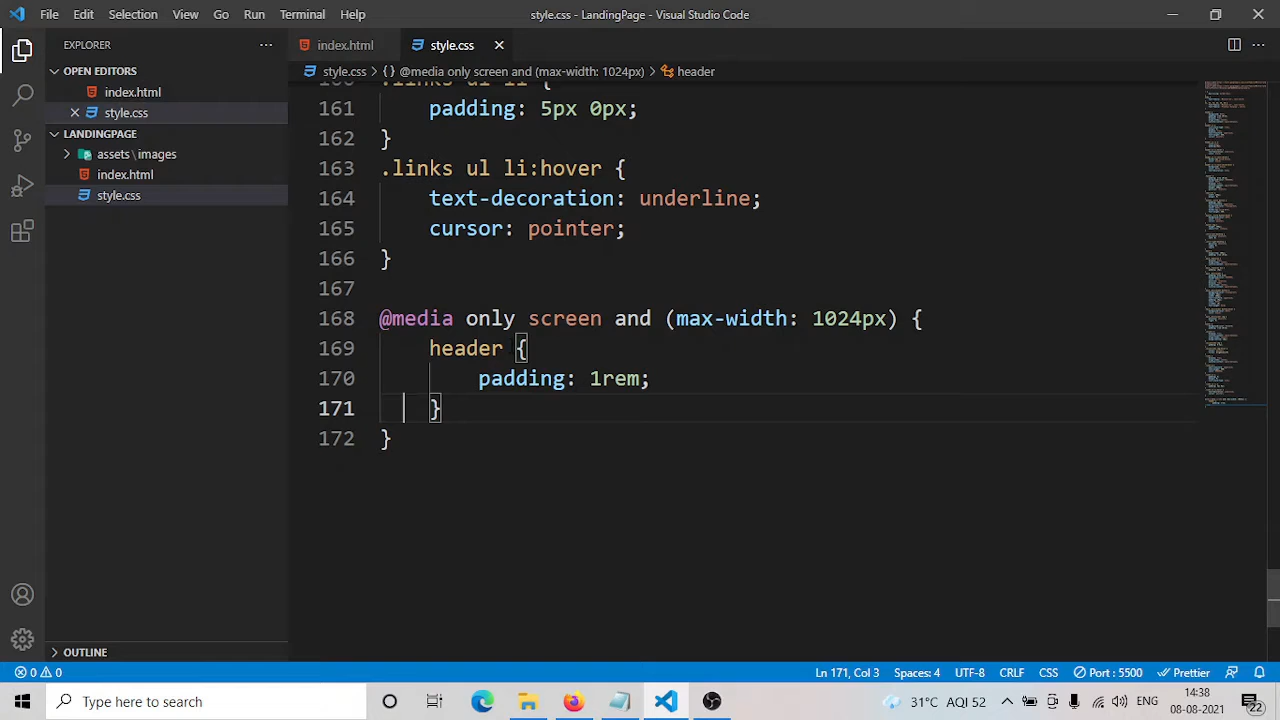 File Edit Selection View Go Run Terminal Help
style.css - LandingPage - Visual Studio Code
EXPLORER
OPEN EDITORS
index.html
style.css
LANDINGPAGE
assets\images
index.html
style.css
OUTLINE
index.html style.css
style.css > {} @media only screen and (max-width: 1024px) > header
161 padding: 5px 0px;
162 }
163 .links ul li:hover {
164 text-decoration: underline;
165 cursor: pointer;
166 }
167
168 @media only screen and (max-width: 1024px) {
169 header {
170 padding: 1rem;
171 }
172 }
0 0 Ln 171, Col 3 Spaces: 4 UTF-8 CRLF CSS Port : 5500 Prettier
Type here to search
31°C AQI 52 ENG 14:38
08-08-2021
22